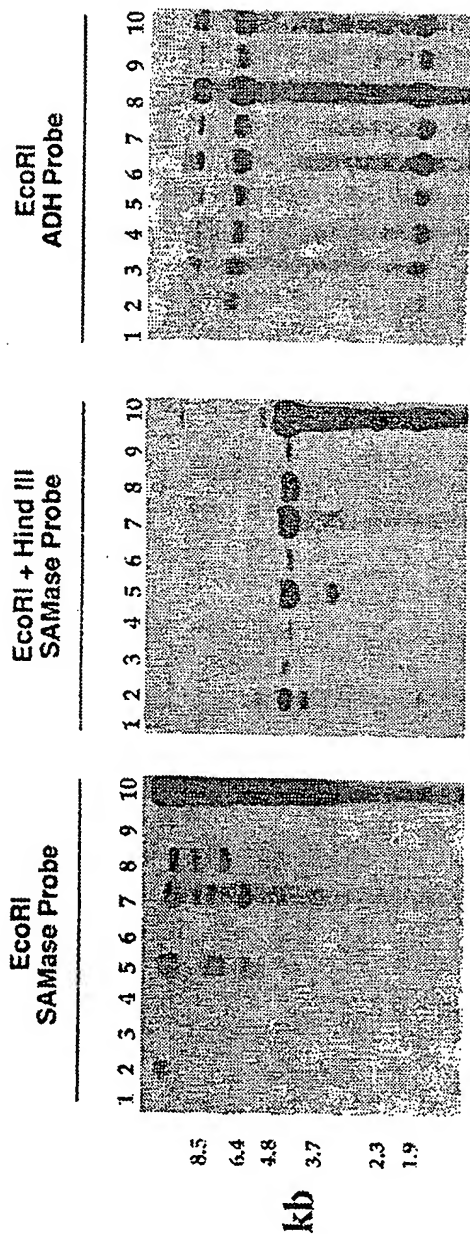 EcoRI
SAMase Probe
1 2 3 4 5 6 7 8 9 10
EcoRI + Hind III
SAMase Probe
1 2 3 4 5 6 7 8 9 10
EcoRI
ADH Probe
1 2 3 4 5 6 7 8 9 10
kb
8.5
6.4
4.8
3.7
2.3
1.9